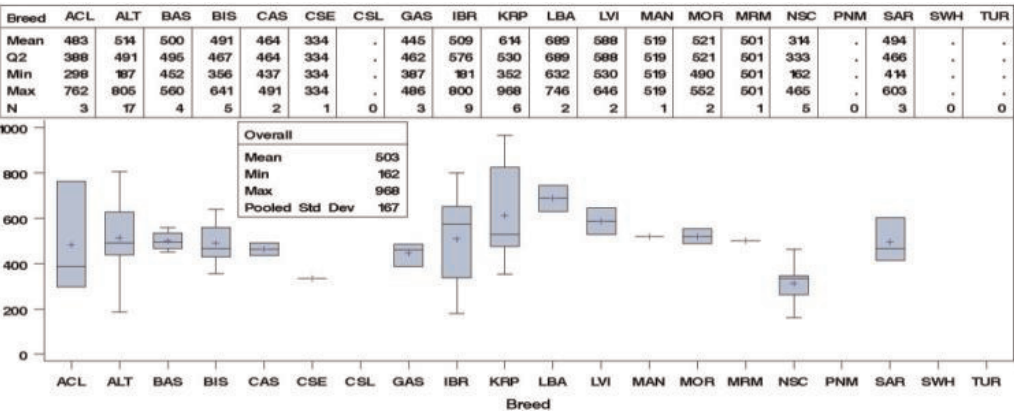 Breed ACL ALT BAS BIS CAS CSE CSL GAS IBR KRP LBA LVI MAN MOR MRM NSC PNM SAR SWH TUR
Mean 483 514 500 491 464 334 . 445 509 614 689 588 519 521 501 314 . 494 . .
Q2 388 491 495 467 464 334 . 462 576 530 689 588 519 521 501 333 . 466 . .
Min 298 187 452 356 437 334 . 387 181 352 632 530 519 490 501 162 . 414 . .
Max 762 805 560 641 491 334 . 486 800 968 746 646 519 552 501 465 . 603 . .
N 3 17 4 5 2 1 0 3 9 6 2 2 1 2 1 5 0 3 0 0
1000
Overall
Mean 503
Min 162
Max 968
Pooled Std Dev 167
800
600
400
200
0
ACL ALT BAS BIS CAS CSE CSL GAS IBR KRP LBA LVI MAN MOR MRM NSC PNM SAR SWH TUR
Breed